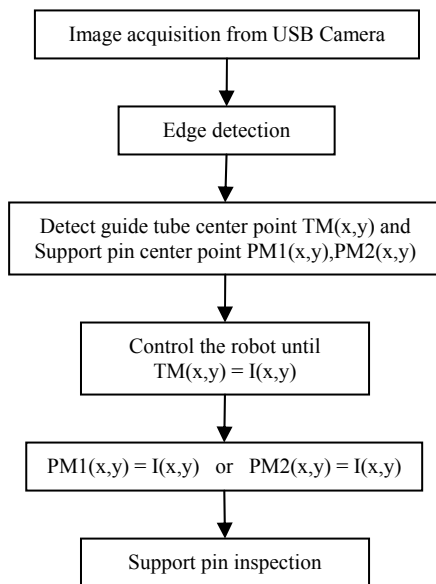 Image acquisition from USB Camera
Edge detection
Detect guide tube center point TM(x,y) and
Support pin center point PM1(x,y),PM2(x,y)
Control the robot until
TM(x,y) = I(x,y)
PM1(x,y) = I(x,y) or PM2(x,y) = I(x,y)
Support pin inspection